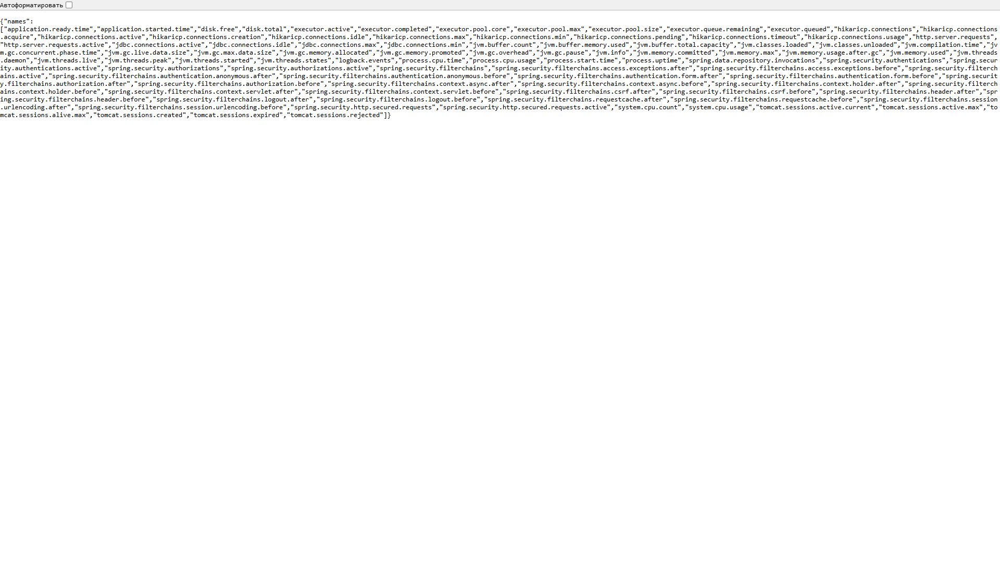 Автоформатировать
{"names":
["application.ready.time","application.started.time","disk.free","disk.total","executor.active","executor.completed","executor.pool.core","executor.pool.max","executor.pool.size","executor.queue.remaining","executor.queued","hikaricp.connections","hikaricp.connections
.acquire","hikaricp.connections.active","hikaricp.connections.creation","hikaricp.connections.idle","hikaricp.connections.max","hikaricp.connections.min","hikaricp.connections.pending","hikaricp.connections.timeout","hikaricp.connections.usage","http.server.requests",
"http.server.requests.active","jdbc.connections.active","jdbc.connections.idle","jdbc.connections.max","jdbc.connections.min","jvm.buffer.count","jvm.buffer.memory.used","jvm.buffer.total.capacity","jvm.classes.loaded","jvm.classes.unloaded","jvm.compilation.time","jv
m.gc.concurrent.phase.time","jvm.gc.live.data.size","jvm.gc.max.data.size","jvm.gc.memory.allocated","jvm.gc.memory.promoted","jvm.gc.overhead","jvm.gc.pause","jvm.info","jvm.memory.committed","jvm.memory.max","jvm.memory.usage.after.gc","jvm.memory.used","jvm.threads
.daemon","jvm.threads.live","jvm.threads.peak","jvm.threads.started","jvm.threads.states","logback.events","process.cpu.time","process.cpu.usage","process.start.time","process.uptime","spring.data.repository.invocations","spring.security.authentications","spring.secur
ity.authentications.active","spring.security.authorizations","spring.security.authorizations.active","spring.security.filterchains","spring.security.filterchains.access.exceptions.after","spring.security.filterchains.access.exceptions.before","spring.security.filterch
ains.active","spring.security.filterchains.authentication.anonymous.after","spring.security.filterchains.authentication.anonymous.before","spring.security.filterchains.authentication.form.after","spring.security.filterchains.authentication.form.before","spring.securit
y.filterchains.authorization.after","spring.security.filterchains.authorization.before","spring.security.filterchains.context.async.after","spring.security.filterchains.context.async.before","spring.security.filterchains.context.holder.after","spring.security.filterch
ains.context.holder.before","spring.security.filterchains.context.servlet.after","spring.security.filterchains.context.servlet.before","spring.security.filterchains.csrf.after","spring.security.filterchains.csrf.before","spring.security.filterchains.header.after","spr
ing.security.filterchains.header.before","spring.security.filterchains.logout.after","spring.security.filterchains.logout.before","spring.security.filterchains.requestcache.after","spring.security.filterchains.requestcache.before","spring.security.filterchains.session
.urlencoding.after","spring.security.filterchains.session.urlencoding.before","spring.security.http.secured.requests","spring.security.http.secured.requests.active","system.cpu.count","system.cpu.usage","tomcat.sessions.active.current","tomcat.sessions.active.max","to
mcat.sessions.alive.max","tomcat.sessions.created","tomcat.sessions.expired","tomcat.sessions.rejected"]}